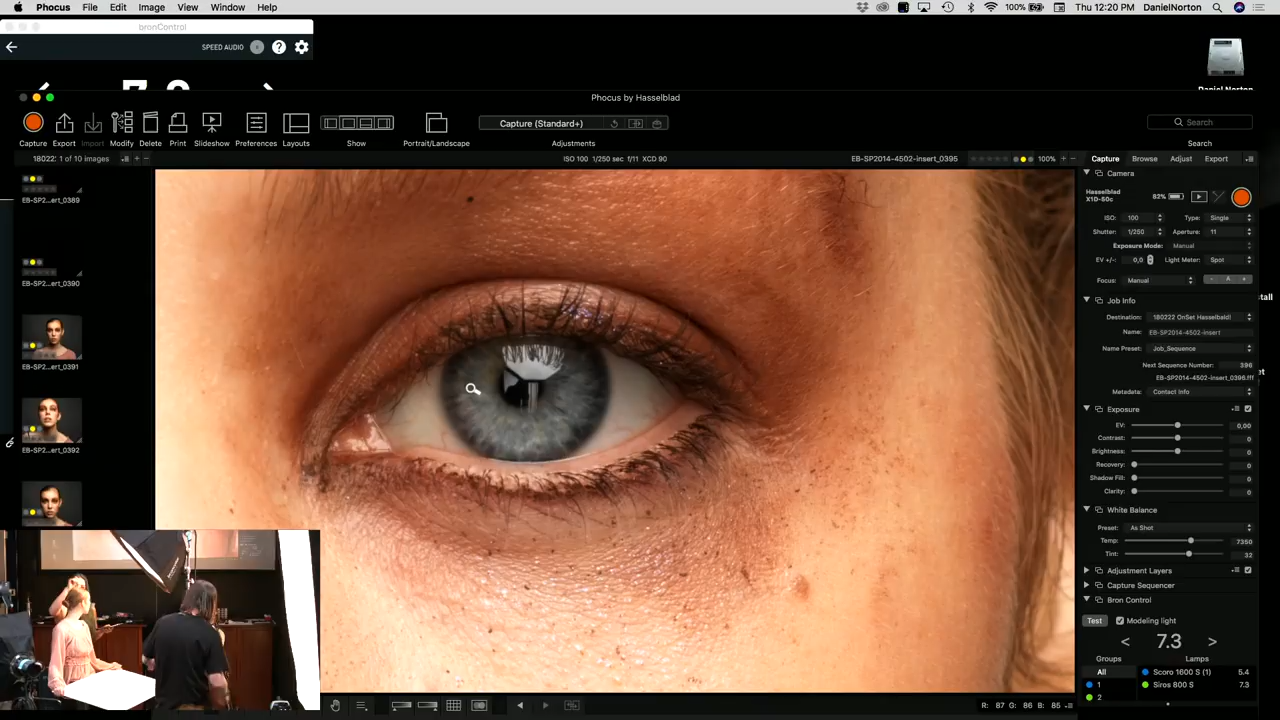 Phocus File Edit Image View Window Help
100% Thu 12:20 PM DanielNorton
bronControl
SPEED AUDIO
Daniel Norton
Phocus by Hasselblad
Capture Export Import Modify Delete Print Slideshow Preferences Layouts Show Portrait/Landscape
Capture (Standard+)
Adjustments
Search
Search
18022: 1 of 10 images
ISO 100 1/250 sec f/11 XCD 90
EB-SP2014-4502-insert_0395
100%
Capture Browse Adjust Export
EB-SP2...ert_0389
EB-SP2...ert_0390
EB-SP2...ert_0391
EB-SP2...ert_0392
Camera
Hasselblad
X1D-50c
82%
ISO: 100 Type: Single
Shutter: 1/250 Aperture: 11
Exposure Mode: Manual
EV +/-: 0,0 Light Meter: Spot
Focus: Manual - A +
Job Info
Destination: 180222 OnSet Hasselbald!
Name: EB-SP2014-4502-insert
Name Preset: Job_Sequence
Next Sequence Number: 396
EB-SP2014-4502-insert_0396.fff
Metadata: Contact Info
Exposure
EV: 0,00
Contrast: 0
Brightness: 0
Recovery: 0
Shadow Fill: 0
Clarity: 0
White Balance
Preset: As Shot
Temp: 7350
Tint: 32
Adjustment Layers
Capture Sequencer
Bron Control
Test Modeling light
< 7.3 >
Groups Lamps
All Scoro 1600 S (1) 5.4
1 Siros 800 S 7.3
2
R: 87 G: 86 B: 85